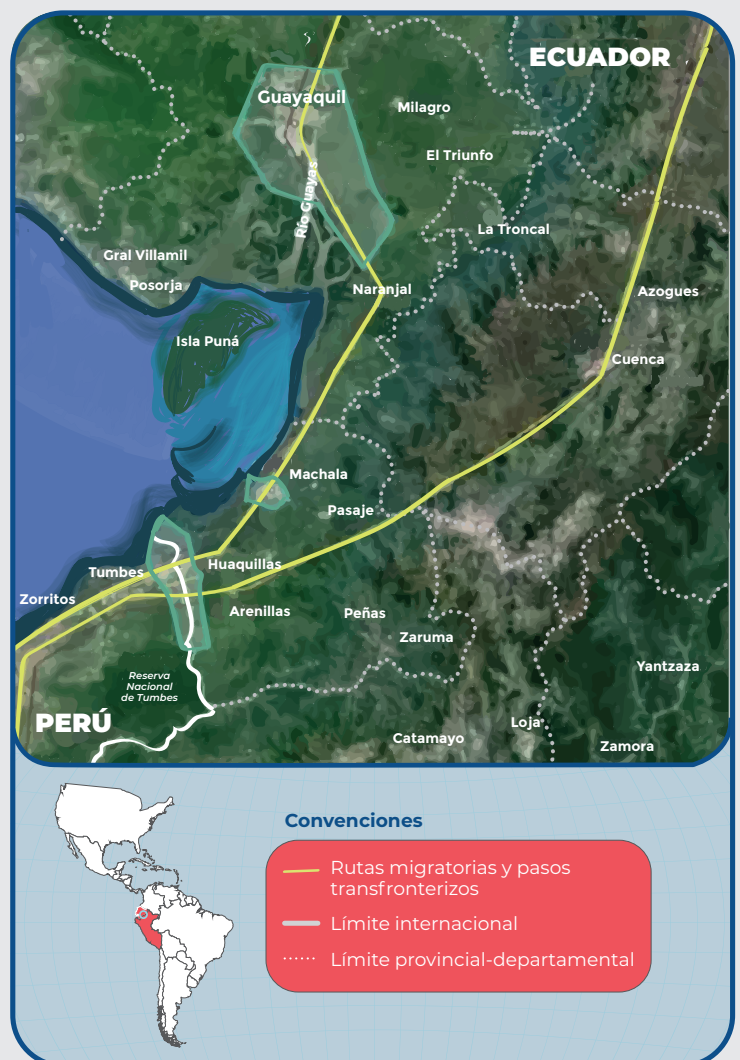 ECUADOR
Guayaquil
Milagro
El Triunfo
Río Guayas
La Troncal
Gral Villamil
Posorja
Naranjal
Azogues
Isla Puná
Cuenca
Machala
Pasaje
Huaquillas
Tumbes
Zorritos
Arenillas
Peñas
Zaruma
Yantzaza
Reserva
Nacional
de Tumbes
PERÚ
Loja
Catamayo
Zamora
Convenciones
Rutas migratorias y pasos
transfronterizos
Límite internacional
Límite provincial-departamental